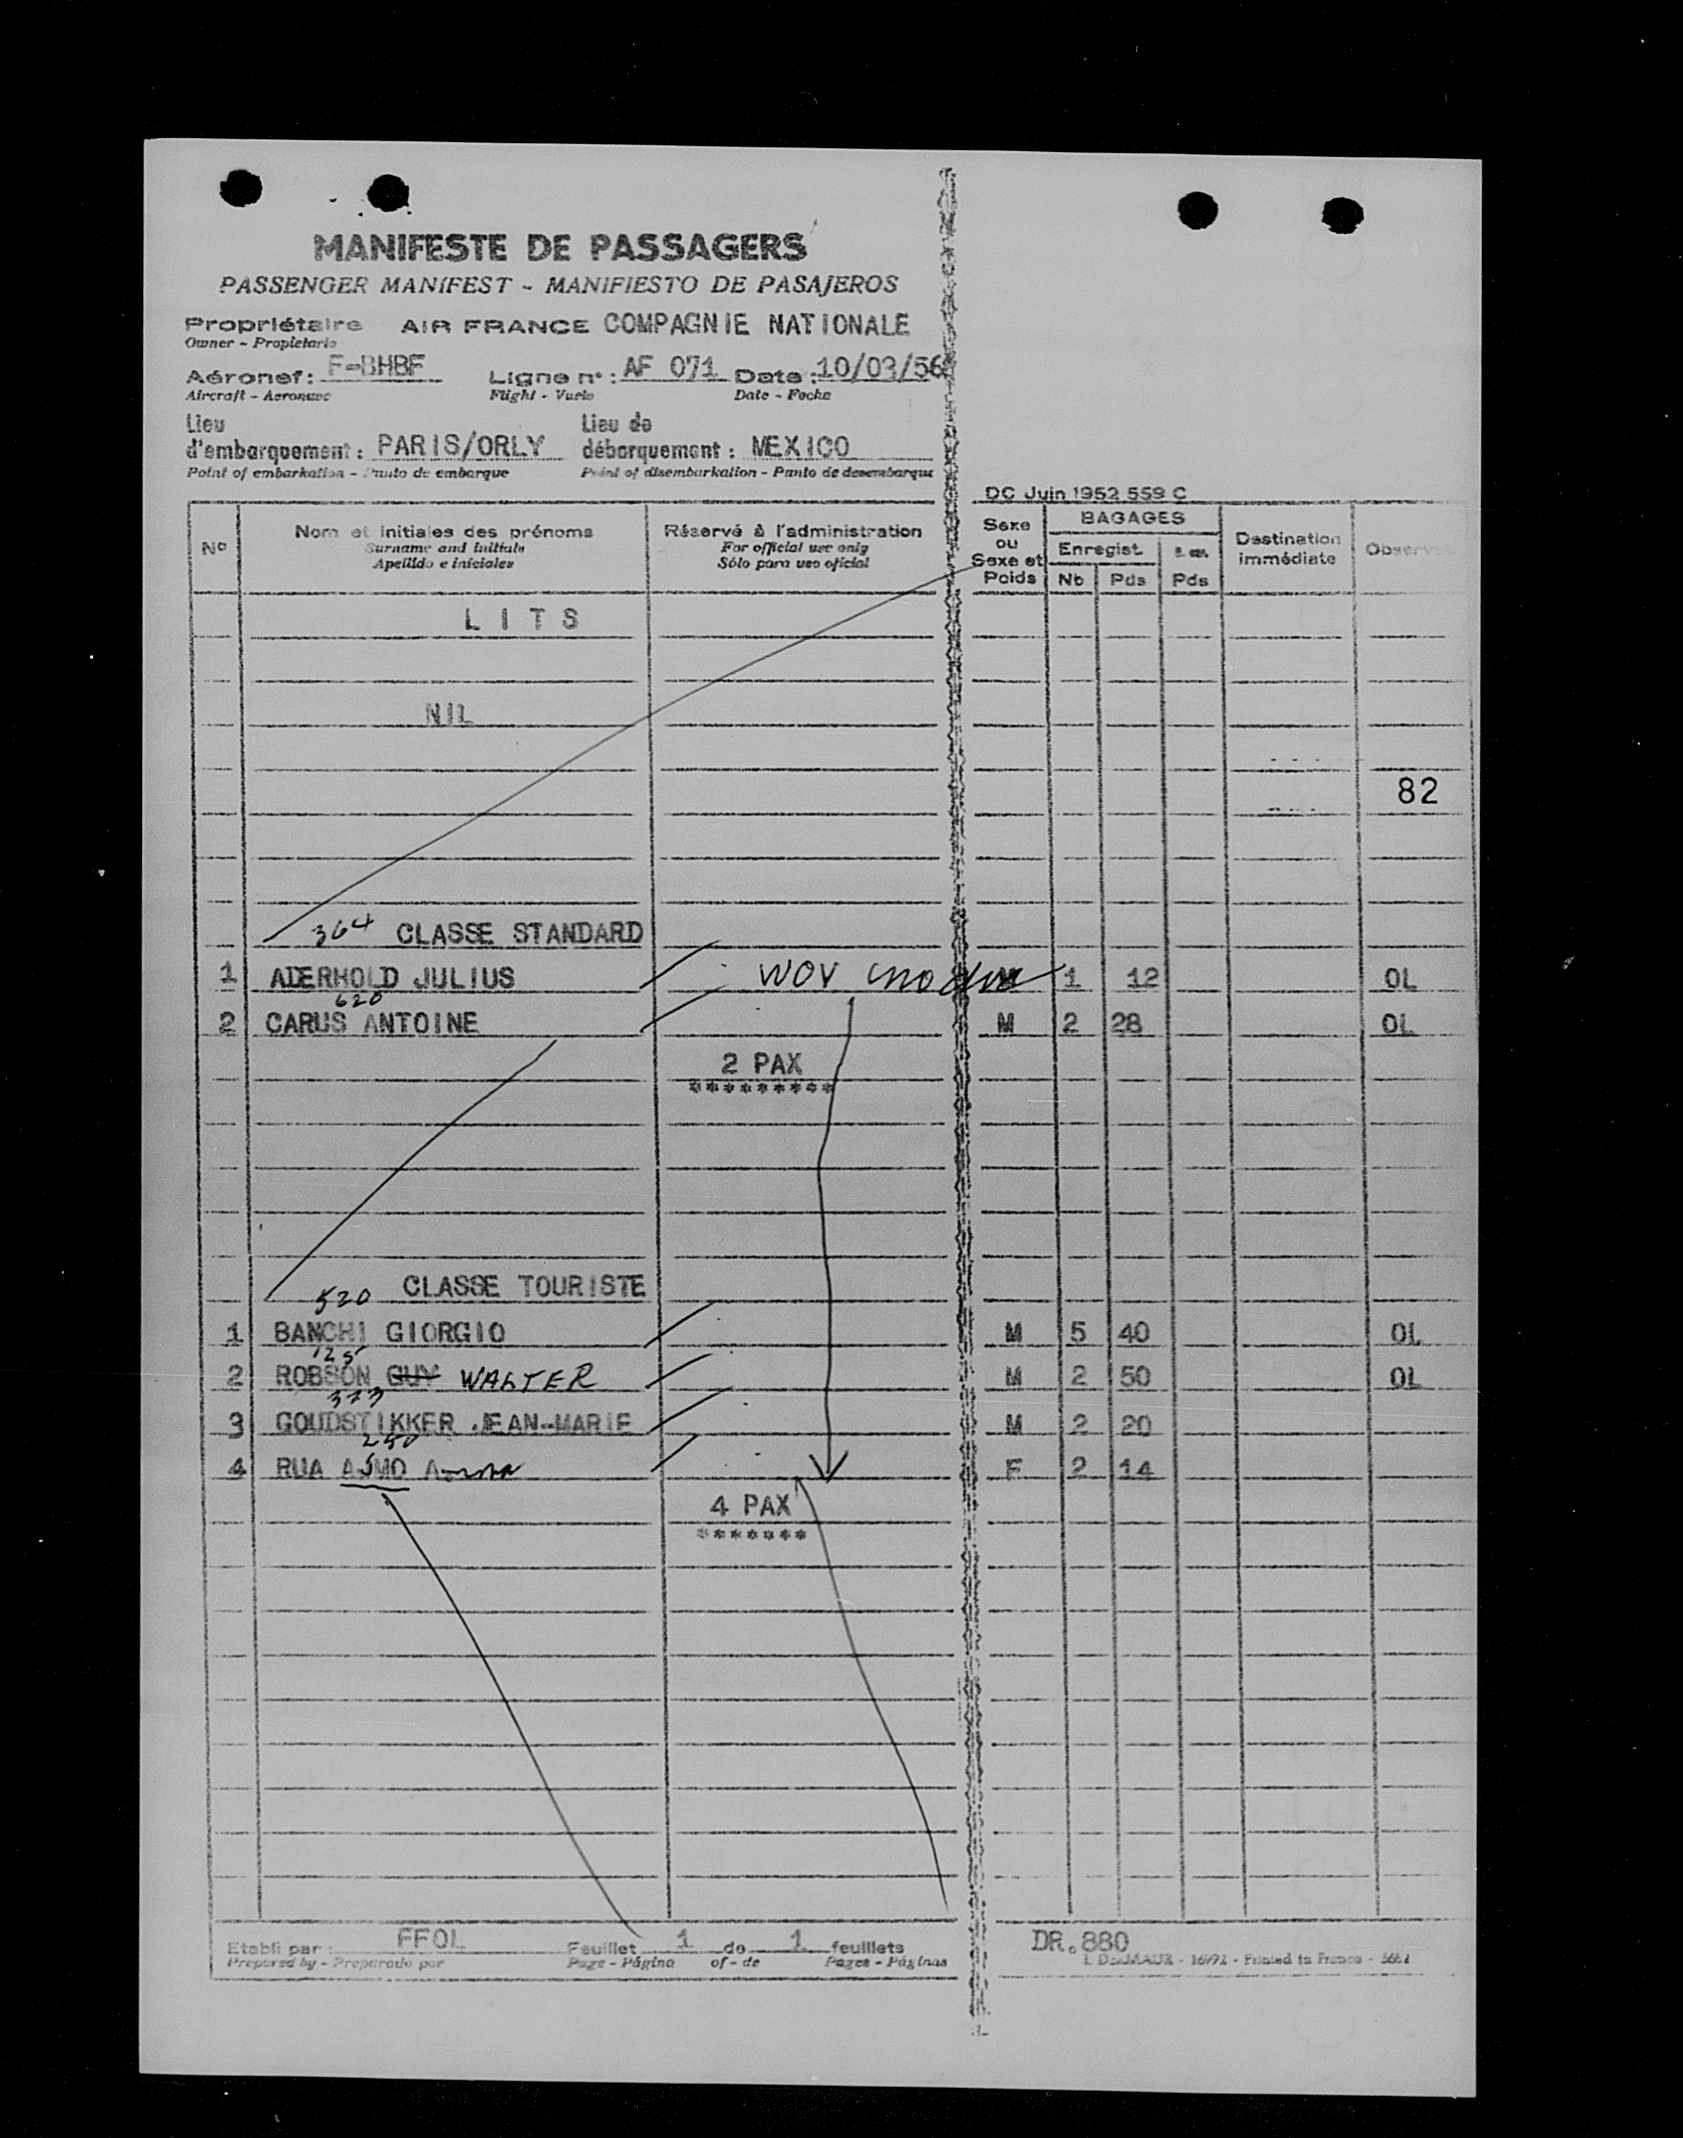 MANIFESTE DE PASSAGERS
PASSENGER MANIFEST - MANIFIESTO DE PASAJEROS
Propriétaire AIR FRANCE COMPAGNIE NATIONALE
Owner - Propietario
Aéronef: F-BHBF Ligne n°: AF 071 Date: 10/03/56
Aircraft - Aeronave Flight - Vuelo Date - Fecha
Lieu Lieu de
d'embarquement: PARIS/ORLY débarquement: MEXICO
Point of embarkation - Punto de embarque Point of disembarkation - Punto de desembarque
DC Juin 1952 559 C
N° Nom et initiales des prénoms Réservé à l'administration Sexe ou Sexe et Poids BAGAGES Destination immédiate
Surname and initials For official use only Enregist.
Apellido e iniciales Sólo para uso oficial Nb Pds Pds
LITS
NIL
82
364 CLASSE STANDARD
1 ADERHOLD JULIUS WOV M 1 12 OL
620
2 CARUS ANTOINE M 2 28 OL
2 PAX
*********
CLASSE TOURISTE
520
1 BANCHI GIORGIO M 5 40 OL
125
2 ROBSON GUY WALTER M 2 50 OL
373
3 GOUDSTIKKER JEAN-MARIE M 2 20
250
4 RUA F 2 14
4 PAX
*******
Etabli par: FFOL Feuillet 1 de 1 feuillets DR.880
Prepared by - Preparado por Page - Página of - de Pages - Páginas Printed in France